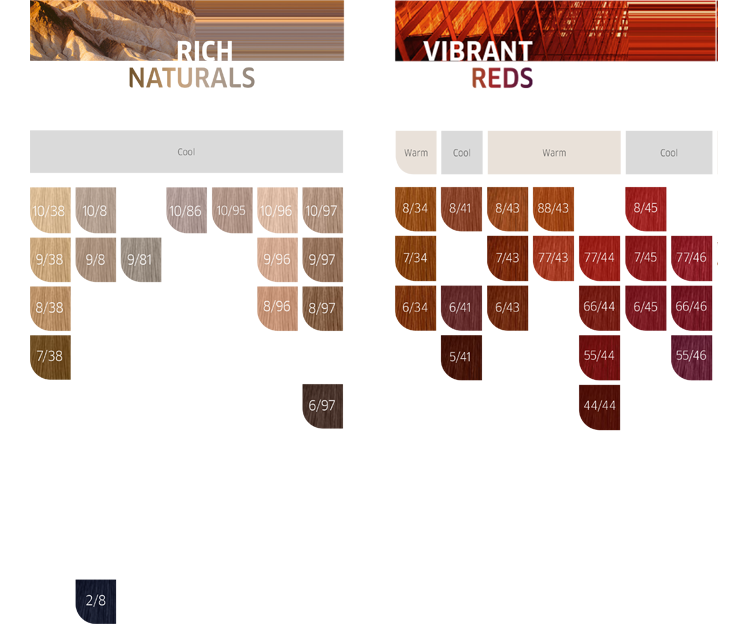 RICH
NATURALS
Cool
10/38 10/8 10/86 10/95 10/96 10/97
9/38 9/8 9/81 9/96 9/97
8/38 8/96 8/97
7/38
6/97
2/8
VIBRANT
REDS
Warm Cool Warm Cool
8/34 8/41 8/43 88/43 8/45
7/34 7/43 77/43 77/44 7/45 77/46
6/34 6/41 6/43 66/44 6/45 66/46
5/41 55/44 55/46
44/44